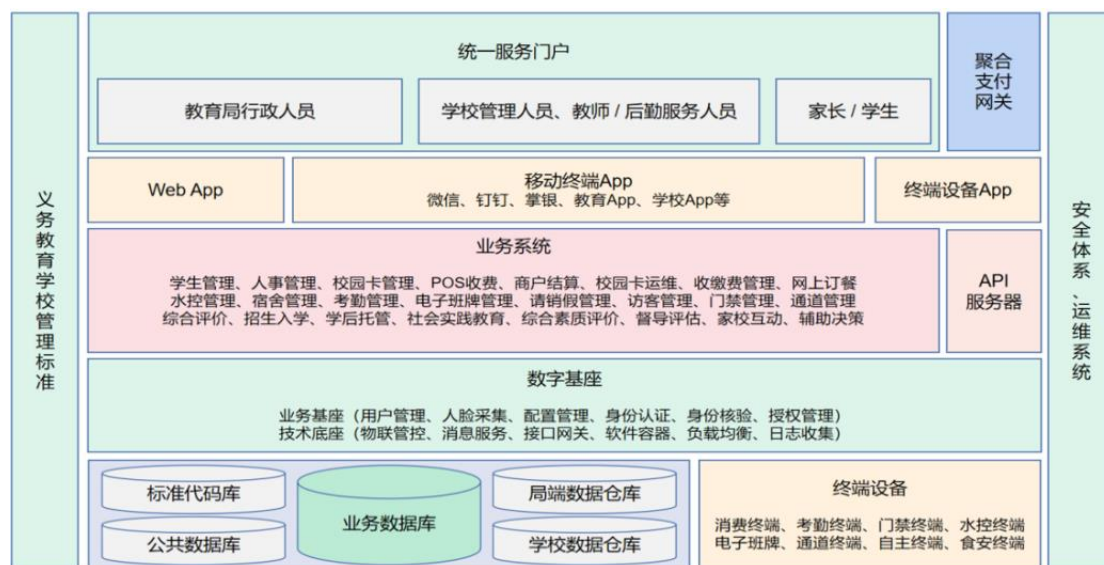 统一服务门户
教育局行政人员
学校管理人员、教师 / 后勤服务人员
家长 / 学生
聚合
支付
网关
Web App
移动终端App
微信、钉钉、掌银、教育App、学校App等
终端设备App
义务教育学校管理标准
安全体系、运维系统
业务系统
学生管理、人事管理、校园卡管理、POS收费、商户结算、校园卡运维、收缴费管理、网上订餐
水控管理、宿舍管理、考勤管理、电子班牌管理、请销假管理、访客管理、门禁管理、通道管理
综合评价、招生入学、学后托管、社会实践教育、综合素质评价、督导评估、家校互动、辅助决策
API
服务器
数字基座
业务基座（用户管理、人脸采集、配置管理、身份认证、身份核验、授权管理）
技术底座（物联管控、消息服务、接口网关、软件容器、负载均衡、日志收集）
标准代码库
公共数据库
业务数据库
局端数据仓库
学校数据仓库
终端设备
消费终端、考勤终端、门禁终端、水控终端
电子班牌、通道终端、自主终端、食安终端